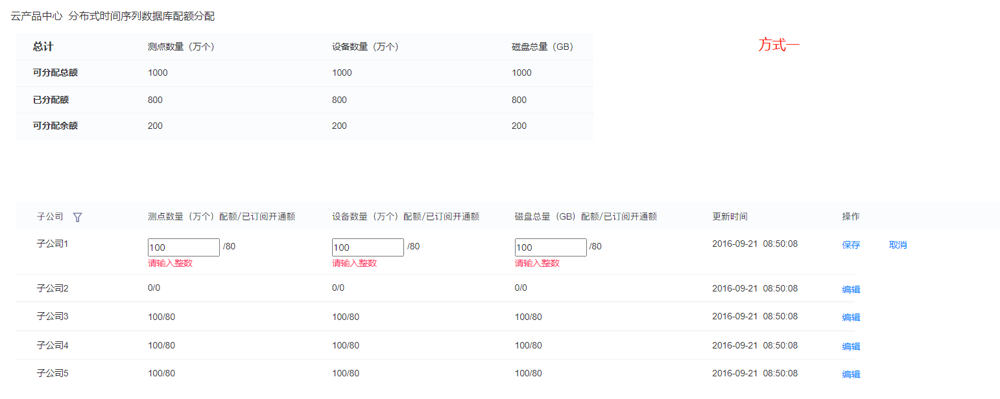 云产品中心 分布式时间序列数据库配额分配
方式一
总计 测点数量（万个） 设备数量（万个） 磁盘总量（GB）
可分配总额 1000 1000 1000
已分配额 800 800 800
可分配余额 200 200 200
子公司 测点数量（万个）配额/已订阅开通额 设备数量（万个）配额/已订阅开通额 磁盘总量（GB）配额/已订阅开通额 更新时间 操作
子公司1 100 /80 100 /80 100 /80 2016-09-21 08:50:08 保存 取消
请输入整数 请输入整数 请输入整数
子公司2 0/0 0/0 0/0 2016-09-21 08:50:08 编辑
子公司3 100/80 100/80 100/80 2016-09-21 08:50:08 编辑
子公司4 100/80 100/80 100/80 2016-09-21 08:50:08 编辑
子公司5 100/80 100/80 100/80 2016-09-21 08:50:08 编辑